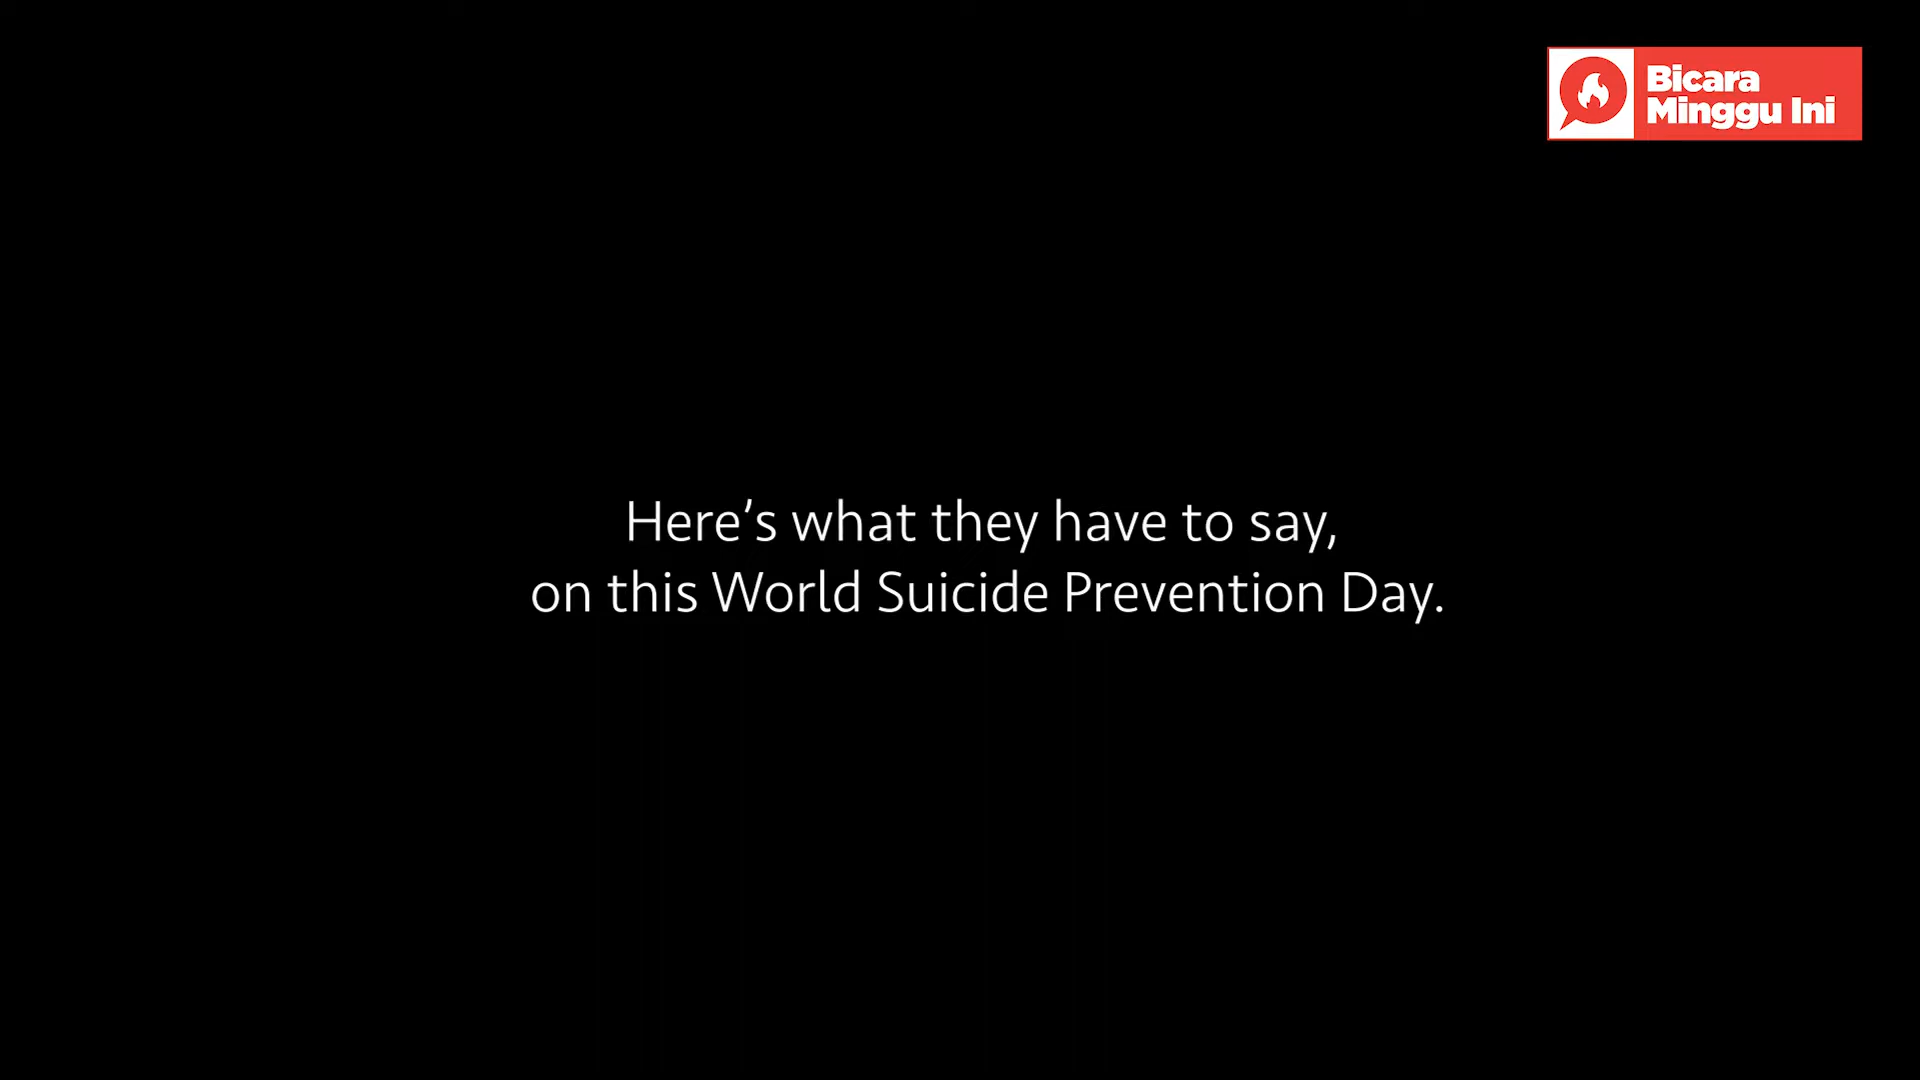 Bicara
Minggu Ini
Here's what they have to say,
on this World Suicide Prevention Day.